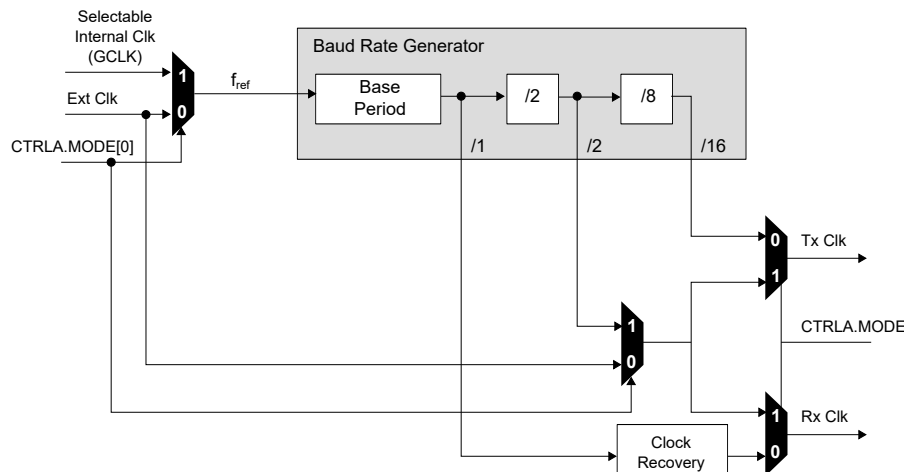 Selectable
Internal Clk
(GCLK)
Baud Rate Generator
1
f_ref
Base
Period
/2
/8
Ext Clk
0
CTRLA.MODE[0]
/1
/2
/16
0
Tx Clk
1
1
CTRLA.MODE
0
1
Rx Clk
Clock
Recovery
0